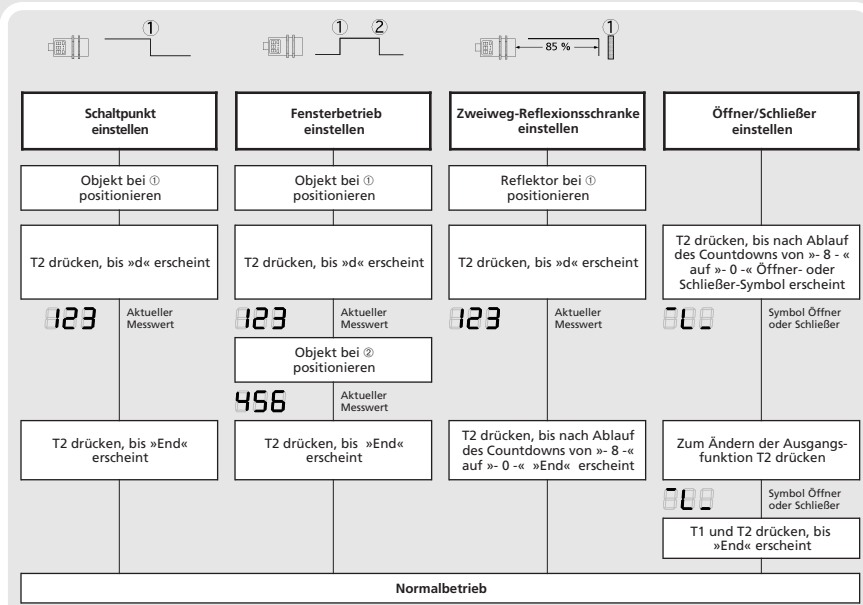 ①
① ②
85 %
①
Schaltpunkt
einstellen
Objekt bei ①
positionieren
T2 drücken, bis »d« erscheint
123
Aktueller
Messwert
T2 drücken, bis »End«
erscheint
Fensterbetrieb
einstellen
Objekt bei ①
positionieren
T2 drücken, bis »d« erscheint
123
Aktueller
Messwert
Objekt bei ②
positionieren
456
Aktueller
Messwert
T2 drücken, bis »End«
erscheint
Zweiweg-Reflexionsschranke
einstellen
Reflektor bei ①
positionieren
T2 drücken, bis »d« erscheint
123
Aktueller
Messwert
T2 drücken, bis nach Ablauf
des Countdowns von »- 8 -«
auf »- 0 -« »End« erscheint
Öffner/Schließer
einstellen
T2 drücken, bis nach Ablauf
des Countdowns von »- 8 - «
auf »- 0 -« Öffner- oder
Schließer-Symbol erscheint
Symbol Öffner
oder Schließer
Zum Ändern der Ausgangs-
funktion T2 drücken
Symbol Öffner
oder Schließer
T1 und T2 drücken, bis
»End« erscheint
Normalbetrieb